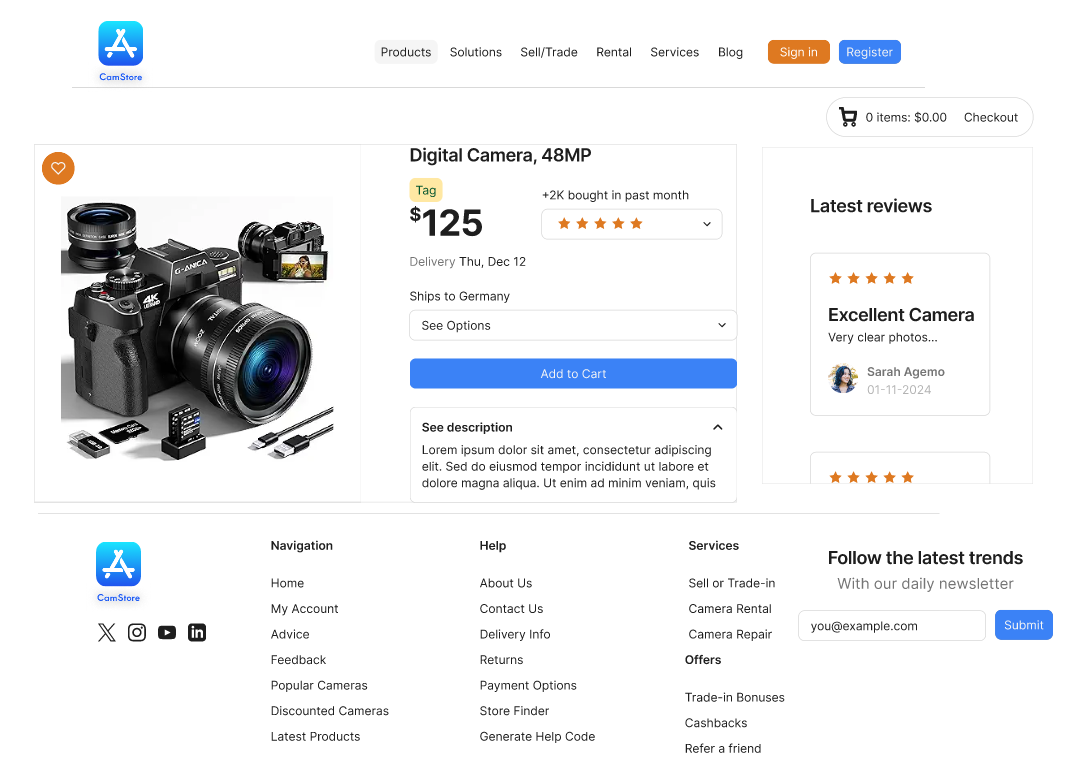 CamStore
Products Solutions Sell/Trade Rental Services Blog Sign in Register
0 items: $0.00 Checkout
Digital Camera, 48MP
Tag
+2K bought in past month
$125
Delivery Thu, Dec 12
Ships to Germany
See Options
Add to Cart
See description
Lorem ipsum dolor sit amet, consectetur adipiscing
elit. Sed do eiusmod tempor incididunt ut labore et
dolore magna aliqua. Ut enim ad minim veniam, quis
G-ANICA
4K
Latest reviews
Excellent Camera
Very clear photos...
Sarah Agemo
01-11-2024
CamStore
Navigation
Home
My Account
Advice
Feedback
Popular Cameras
Discounted Cameras
Latest Products
Help
About Us
Contact Us
Delivery Info
Returns
Payment Options
Store Finder
Generate Help Code
Services
Sell or Trade-in
Camera Rental
Camera Repair
Offers
Trade-in Bonuses
Cashbacks
Refer a friend
Follow the latest trends
With our daily newsletter
you@example.com Submit